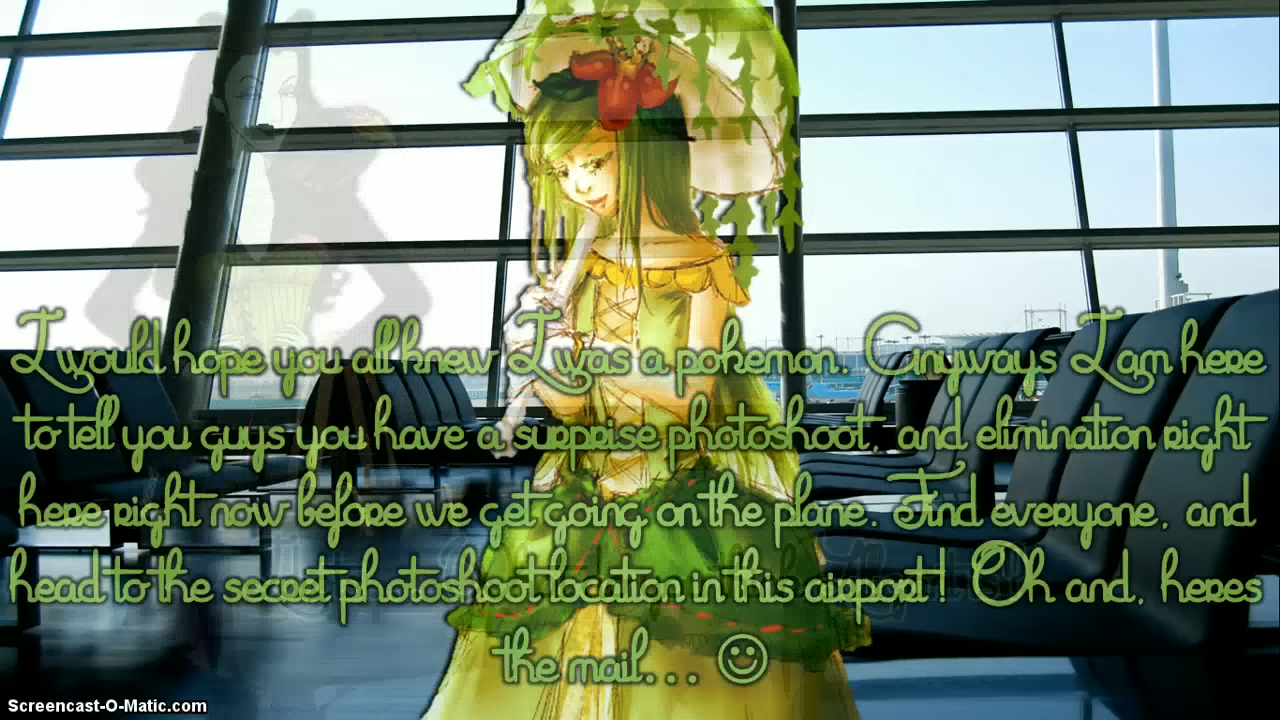 I would hope you all knew I was a pokemon. Anyways I am here
to tell you guys you have a surprise photoshoot, and elimination right
here right now before we get going on the plane. Find everyone, and
head to the secret photoshoot location in this airport! Oh and, heres
the mail... ☺
Screencast-O-Matic.com